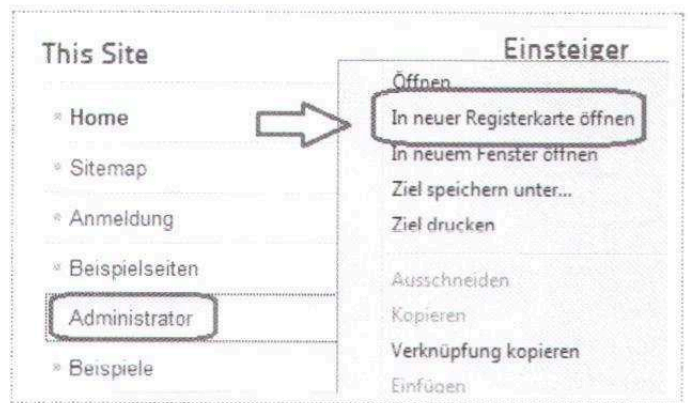 This Site
Home
Sitemap
Anmeldung
Beispielseiten
Administrator
Beispiele
Einsteiger
Öffnen
In neuer Registerkarte öffnen
In neuem Fenster öffnen
Ziel speichern unter...
Ziel drucken
Ausschneiden
Kopieren
Verknüpfung kopieren
Einfügen